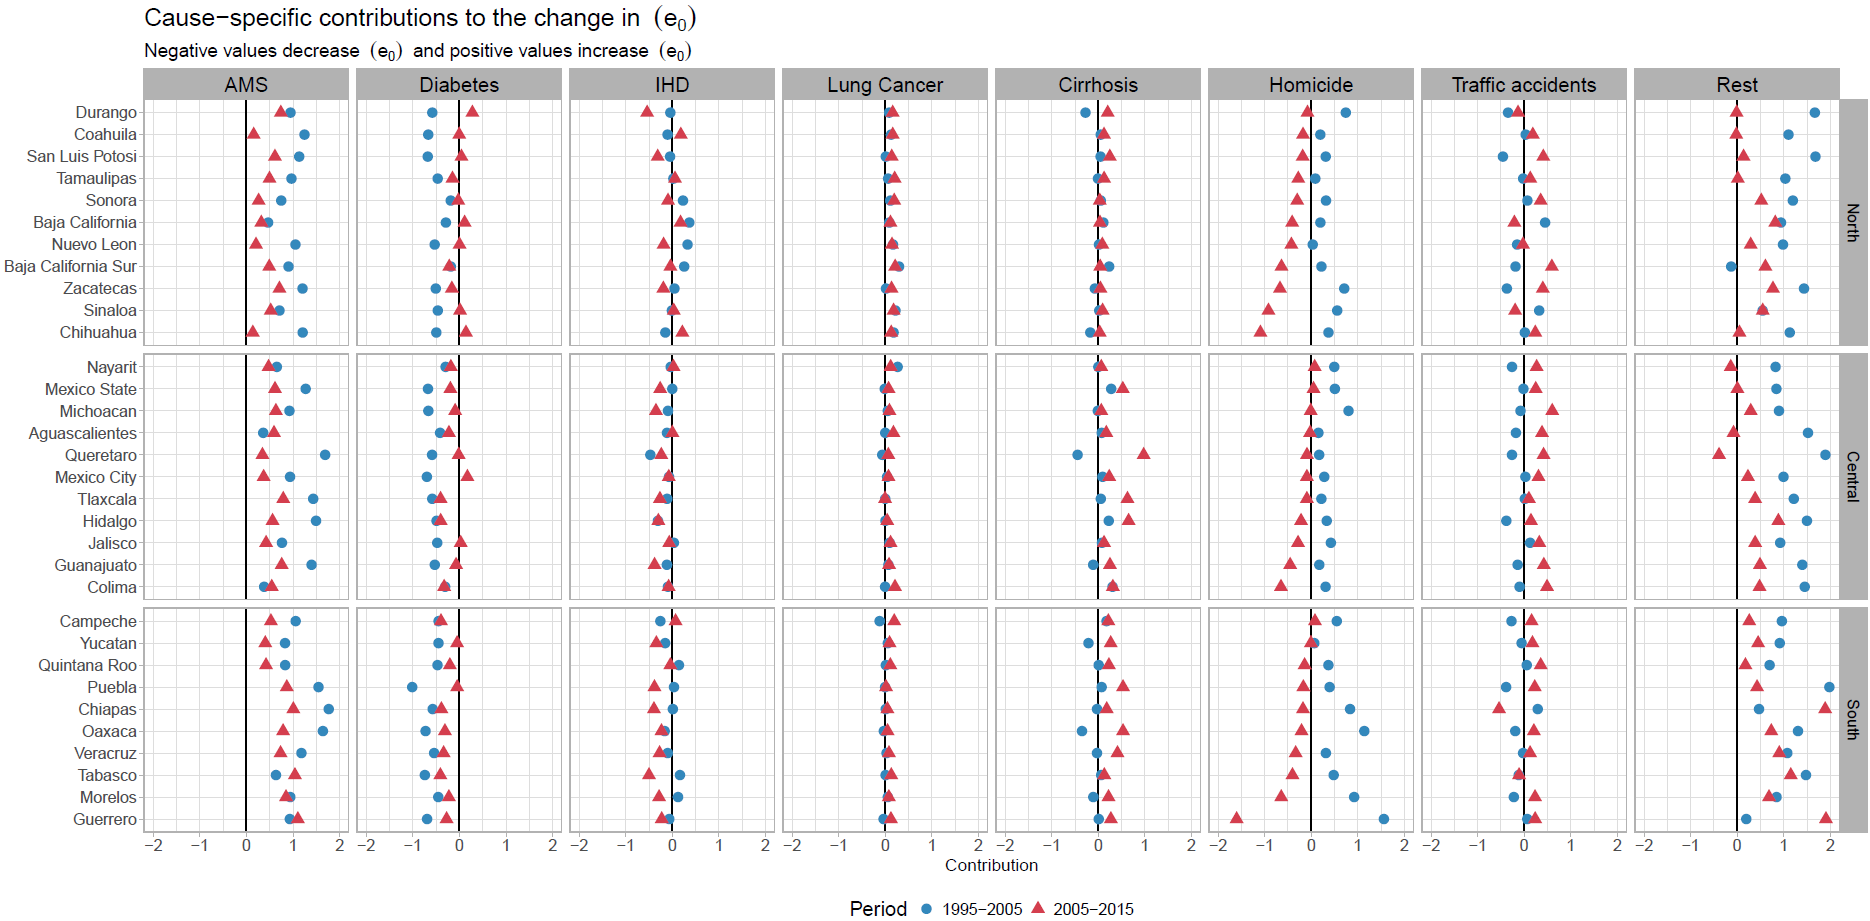 Cause−specific contributions to the change in (e0)
Negative values decrease (e0) and positive values increase (e0)
AMS Diabetes IHD Lung Cancer Cirrhosis Homicide Traffic accidents Rest
Durango
Coahuila
San Luis Potosi
Tamaulipas
Sonora
Baja California
Nuevo Leon
Baja California Sur
Zacatecas
Sinaloa
Chihuahua
North
Nayarit
Mexico State
Michoacan
Aguascalientes
Queretaro
Mexico City
Tlaxcala
Hidalgo
Jalisco
Guanajuato
Colima
Central
Campeche
Yucatan
Quintana Roo
Puebla
Chiapas
Oaxaca
Veracruz
Tabasco
Morelos
Guerrero
South
−2 −1 0 1 2 −2 −1 0 1 2 −2 −1 0 1 2 −2 −1 0 1 2 −2 −1 0 1 2 −2 −1 0 1 2 −2 −1 0 1 2 −2 −1 0 1 2
Contribution
Period 1995−2005 2005−2015